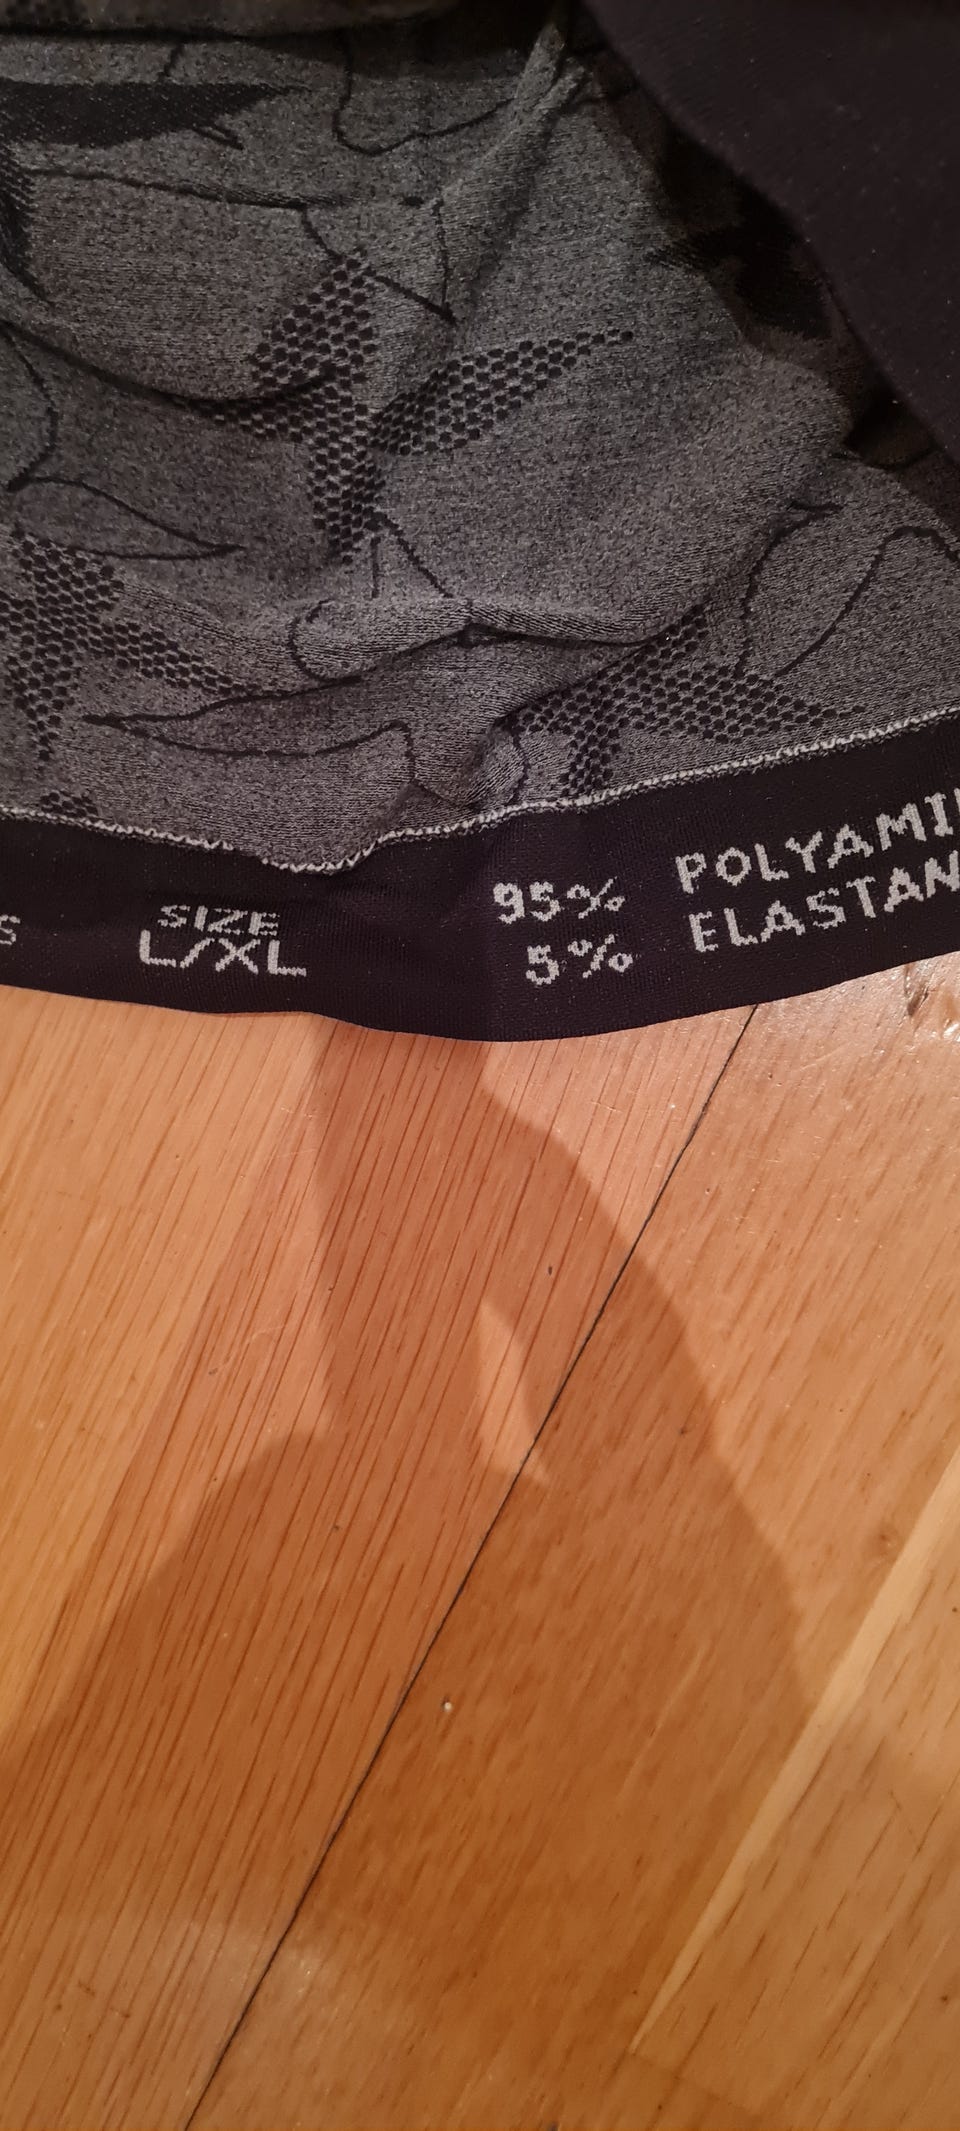 S
SIZE
L/XL
95% POLYAMI
5% ELASTAN